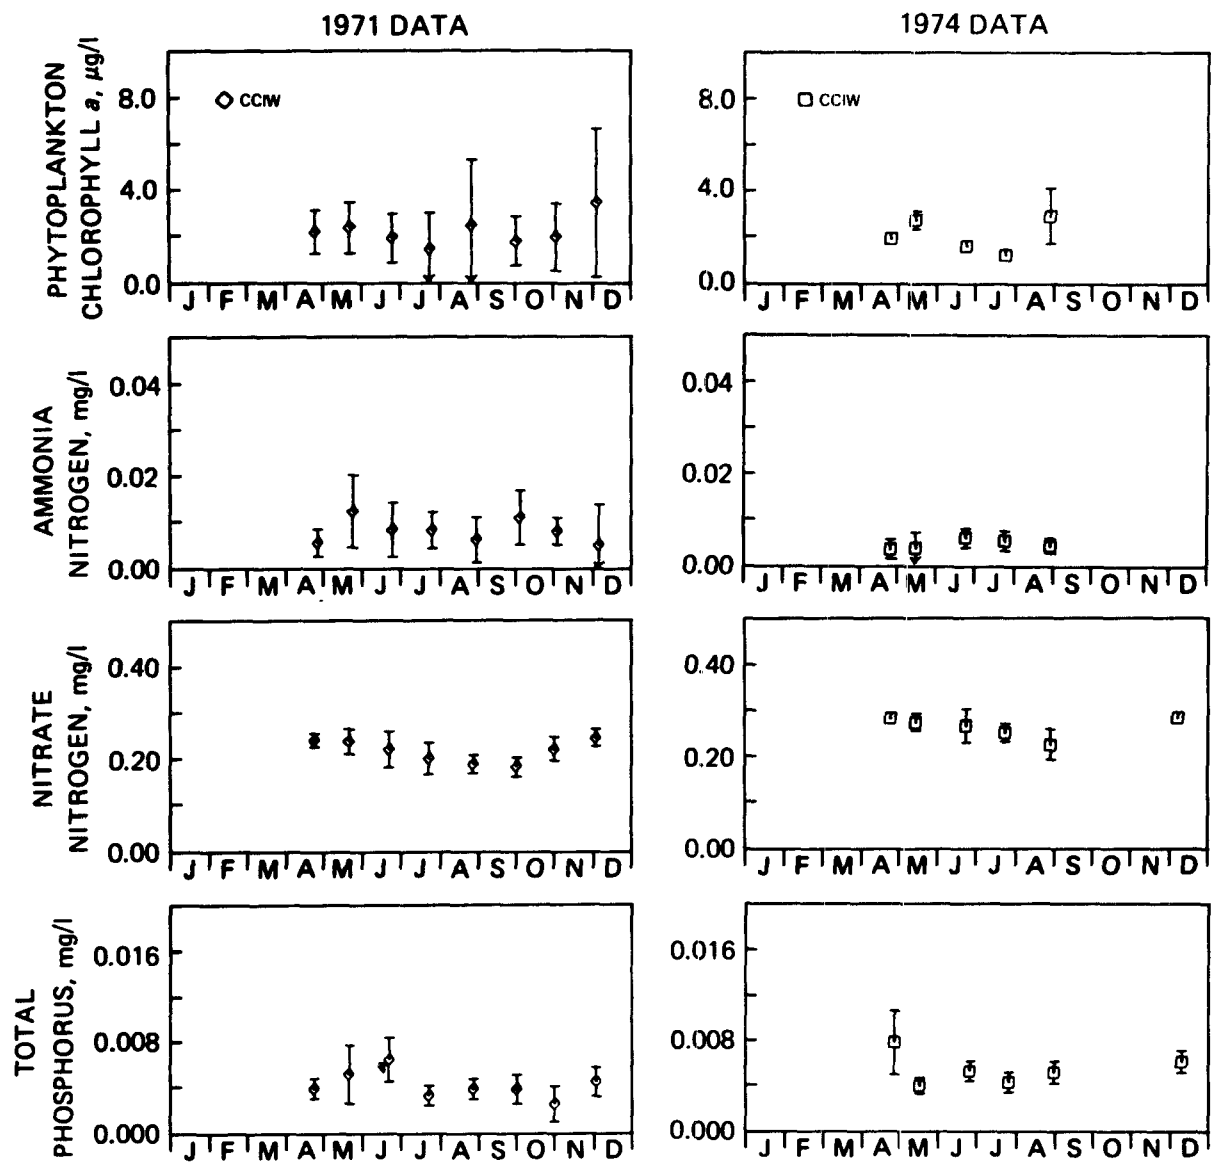 1971 DATA
1974 DATA
PHYTOPLANKTON
CHLOROPHYLL a, µg/l
8.0
4.0
0.0
CCIW
J F M A M J J A S O N D
8.0
4.0
0.0
CCIW
J F M A M J J A S O N D
AMMONIA
NITROGEN, mg/l
0.04
0.02
0.00
J F M A M J J A S O N D
0.04
0.02
0.00
J F M A M J J A S O N D
NITRATE
NITROGEN, mg/l
0.40
0.20
0.00
J F M A M J J A S O N D
0.40
0.20
0.00
J F M A M J J A S O N D
TOTAL
PHOSPHORUS, mg/l
0.016
0.008
0.000
J F M A M J J A S O N D
0.016
0.008
0.000
J F M A M J J A S O N D